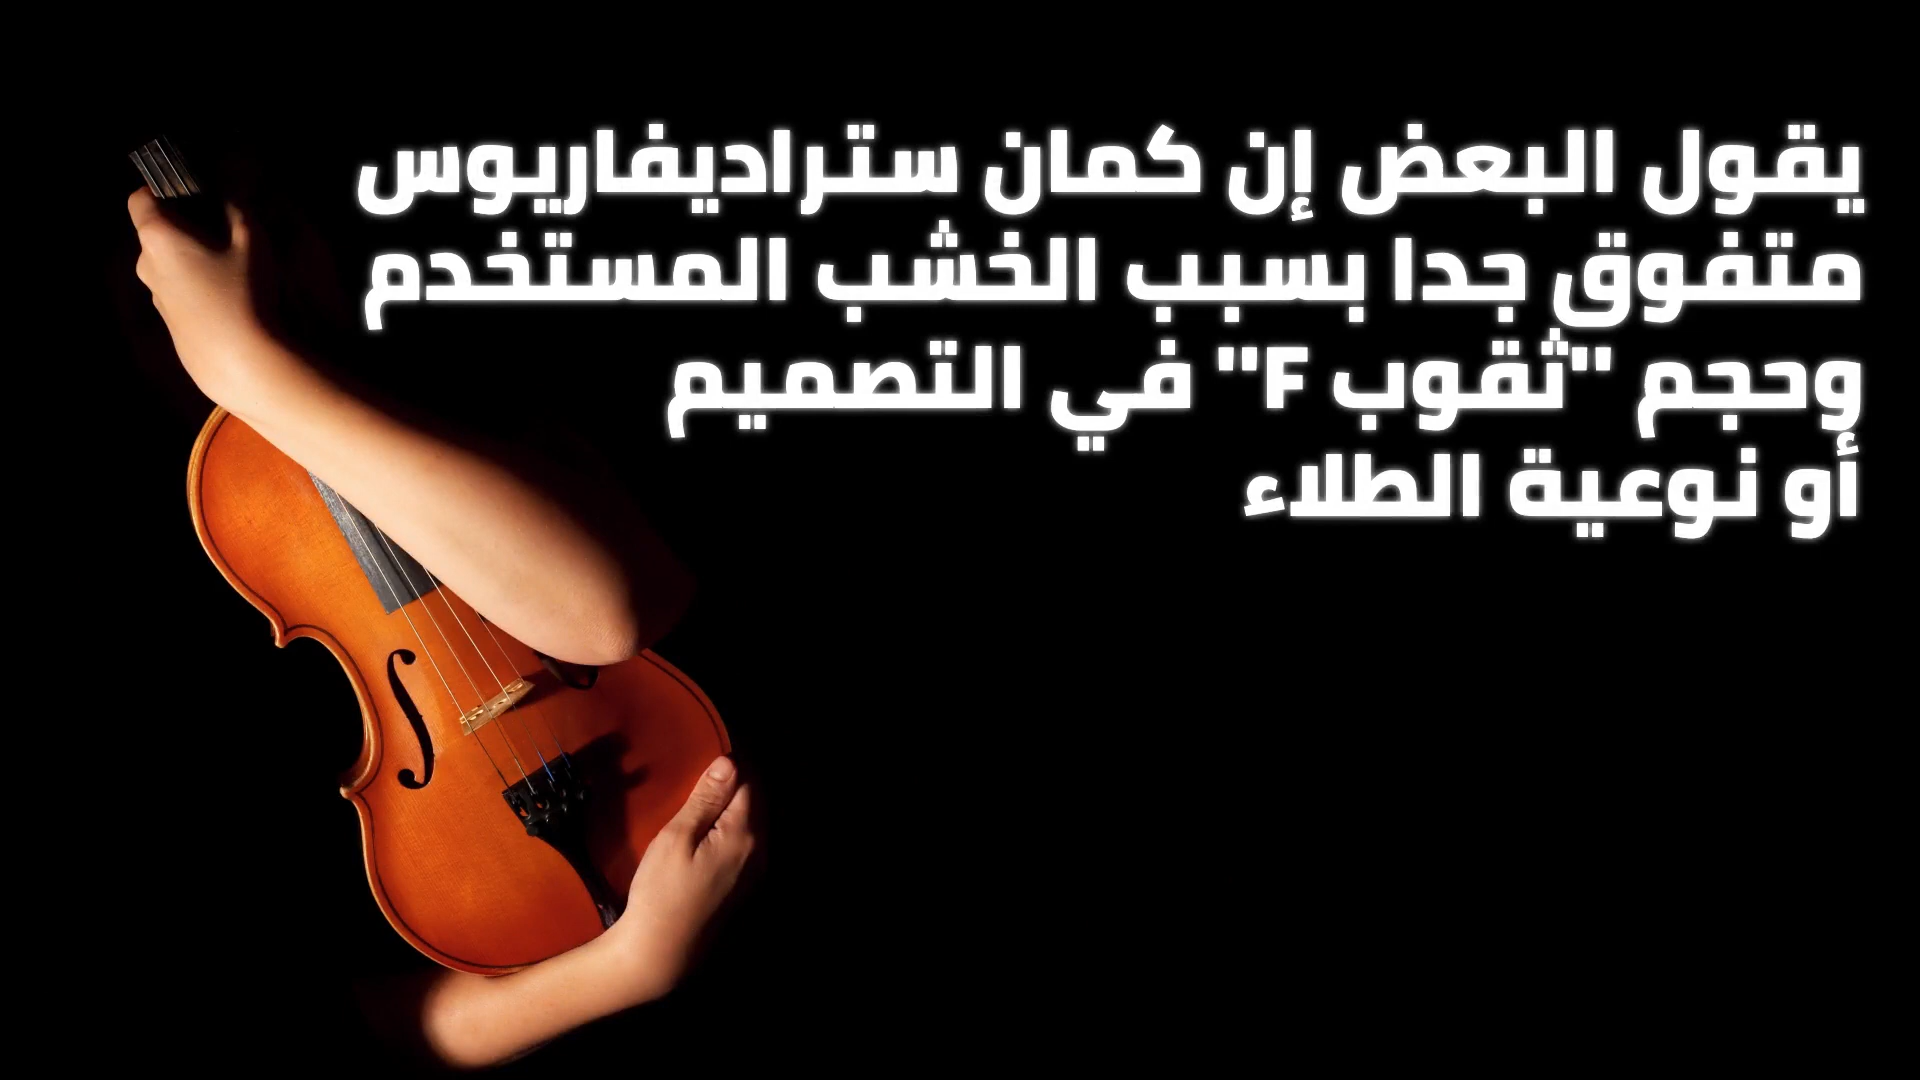 يقول البعض إن كمان ستراديفاريوس
متفوق جدا بسبب الخشب المستخدم
وحجم "ثقوب F" في التصميم
أو نوعية الطلاء